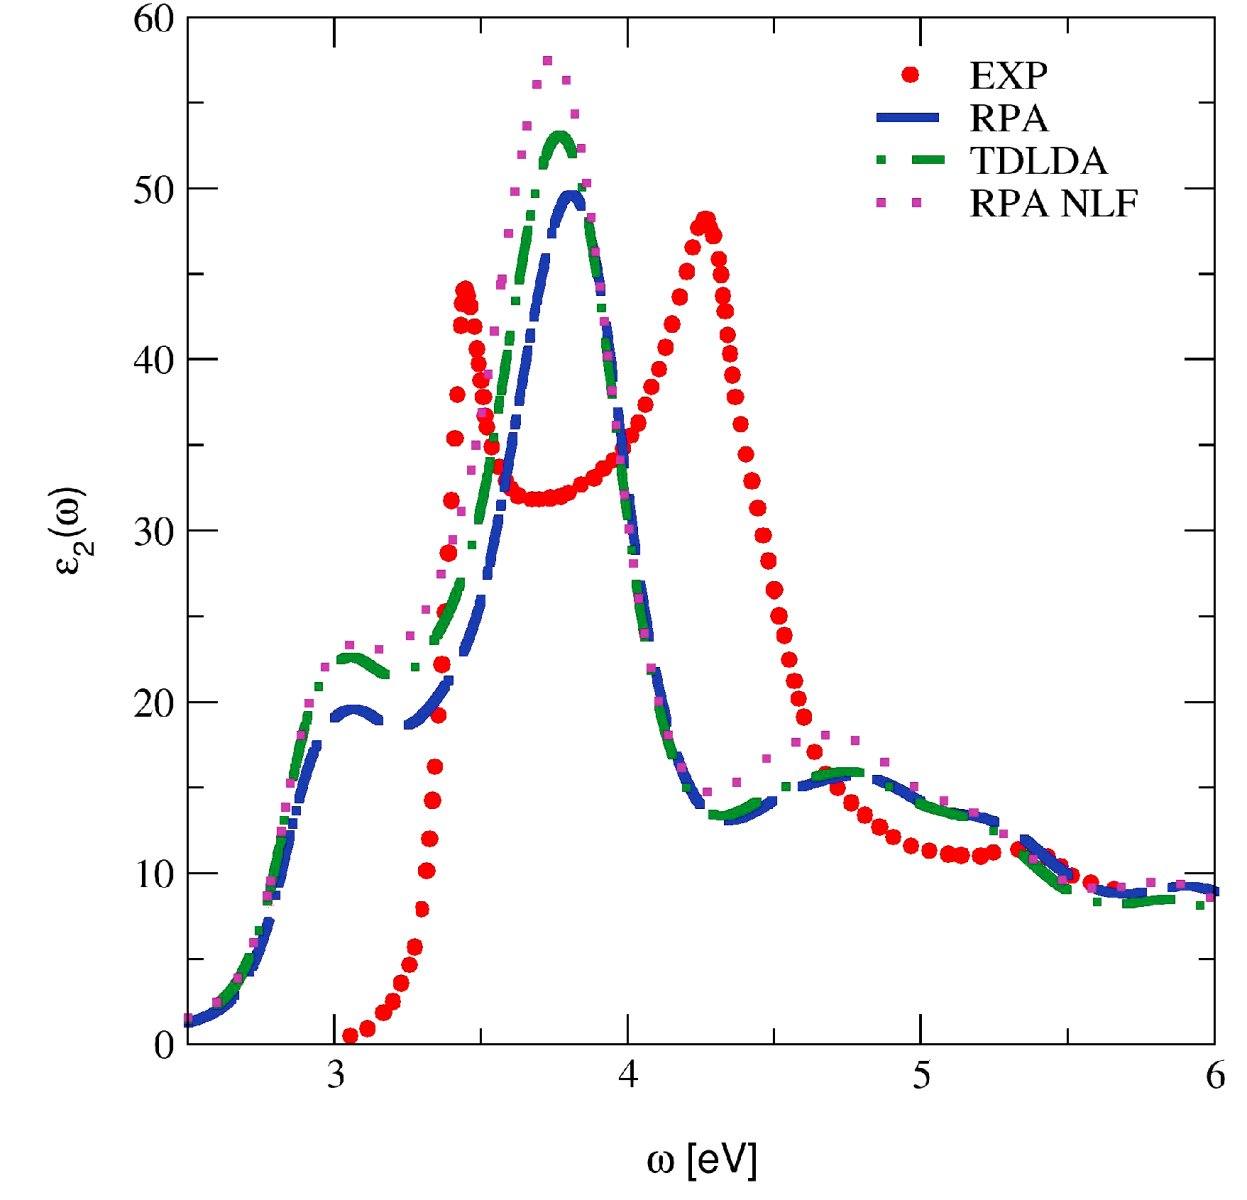 60
50
40
30
20
10
0
ε₂(ω)
EXP
RPA
TDLDA
RPA NLF
3 4 5 6
ω [eV]